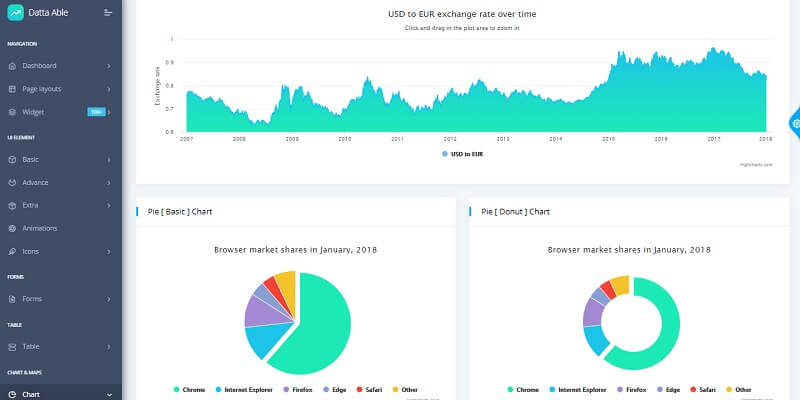 Datta Able
NAVIGATION
Dashboard
Page layouts
Widget
100+
UI ELEMENT
Basic
Advance
Extra
Animations
Icons
FORMS
Forms
TABLE
Table
CHART & MAPS
Chart
USD to EUR exchange rate over time
Click and drag in the plot area to zoom in
Exchange rate
1
0.9
0.8
0.7
0.6
2007 2008 2009 2010 2011 2012 2013 2014 2015 2016 2017 2018
USD to EUR
Highcharts.com
Pie [ Basic ] Chart
Browser market shares in January, 2018
Chrome Internet Explorer Firefox Edge Safari Other
Pie [ Donut ] Chart
Browser market shares in January, 2018
Chrome Internet Explorer Firefox Edge Safari Other